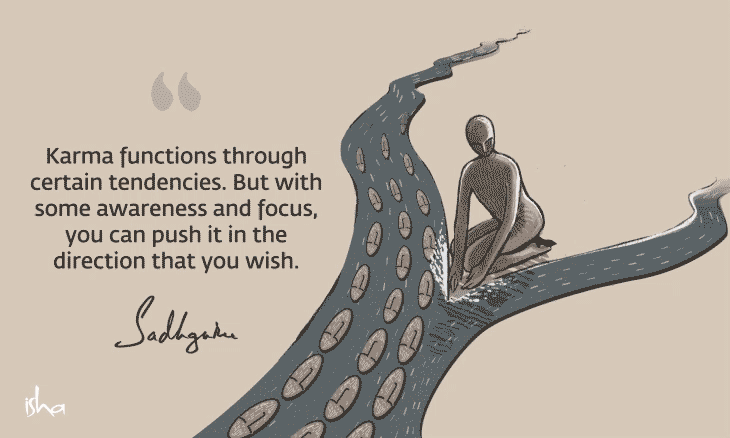 Karma functions through
certain tendencies. But with
some awareness and focus,
you can push it in the
direction that you wish.
Sadhguru
isha